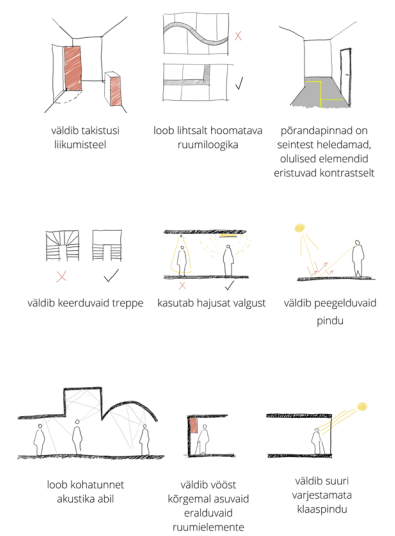 väldib takistusi
liikumisteel
loob lihtsalt hoomatava
ruumiloogika
põrandapinnad on
seintest heledamad,
olulised elemendid
eristuvad kontrastselt
väldib keerduvaid treppe
kasutab hajusat valgust
väldib peegelduvaid
pindu
loob kohatunnet
akustika abil
väldib vööst
kõrgemal asuvaid
eralduvaid
ruumielemente
väldib suuri
varjestamata
klaaspindu